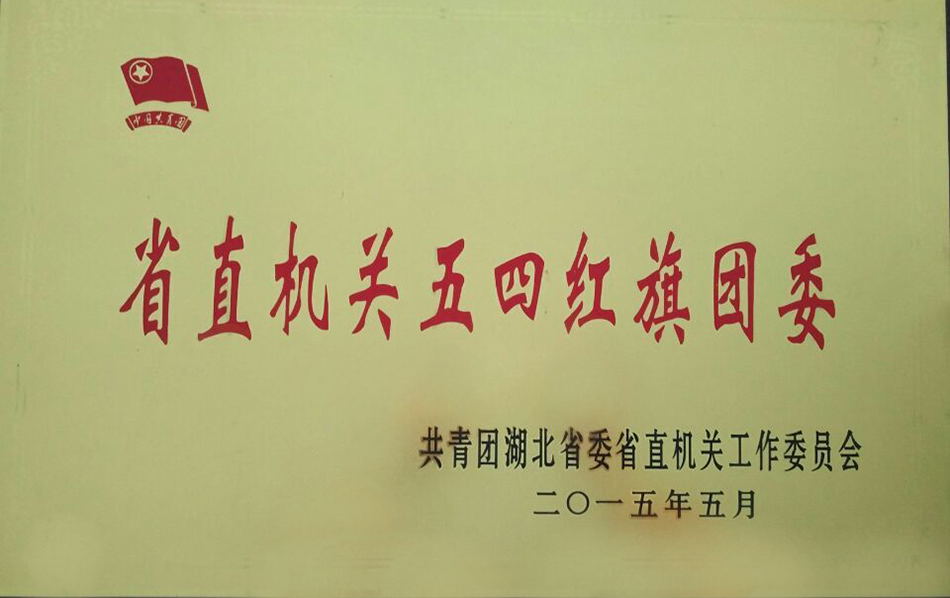 中国共青团
省直机关五四红旗团委
共青团湖北省委省直机关工作委员会
二〇一五年五月